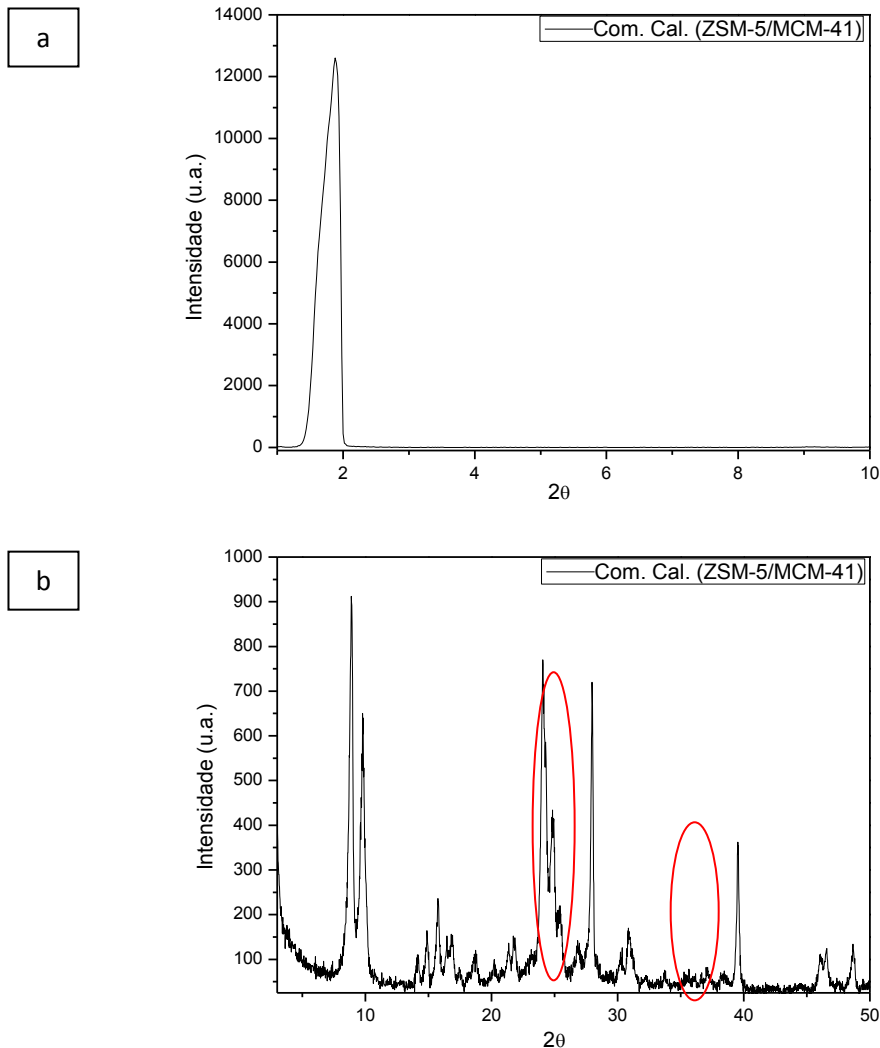 a
Com. Cal. (ZSM-5/MCM-41)
14000
12000
10000
8000
6000
4000
2000
0
Intensidade (u.a.)
2 4 6 8 10
2θ
b
Com. Cal. (ZSM-5/MCM-41)
1000
900
800
700
600
500
400
300
200
100
Intensidade (u.a.)
10 20 30 40 50
2θ